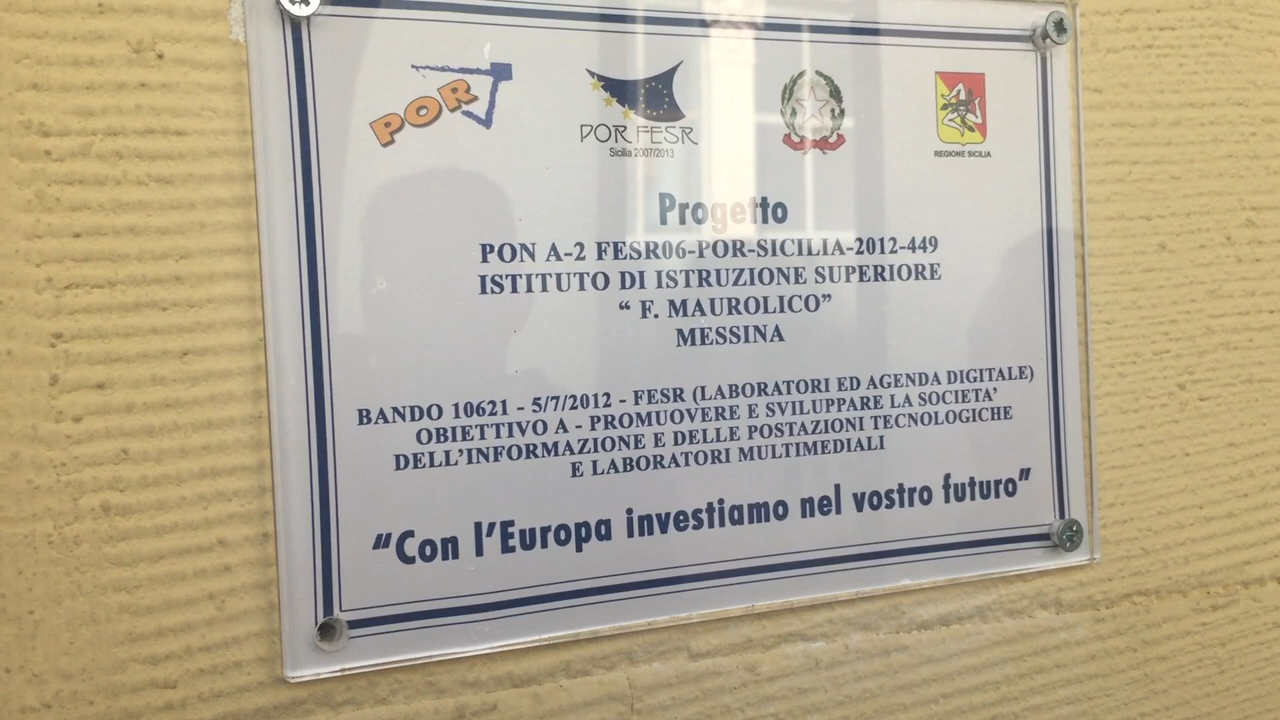 POR
POR FESR
Sicilia 2007/2013
REGIONE SICILIA
Progetto
PON A-2 FESR06-POR-SICILIA-2012-449
ISTITUTO DI ISTRUZIONE SUPERIORE
“ F. MAUROLICO”
MESSINA
BANDO 10621 - 5/7/2012 - FESR (LABORATORI ED AGENDA DIGITALE)
OBIETTIVO A - PROMUOVERE E SVILUPPARE LA SOCIETA’
DELL’INFORMAZIONE E DELLE POSTAZIONI TECNOLOGICHE
E LABORATORI MULTIMEDIALI
“Con l’Europa investiamo nel vostro futuro”